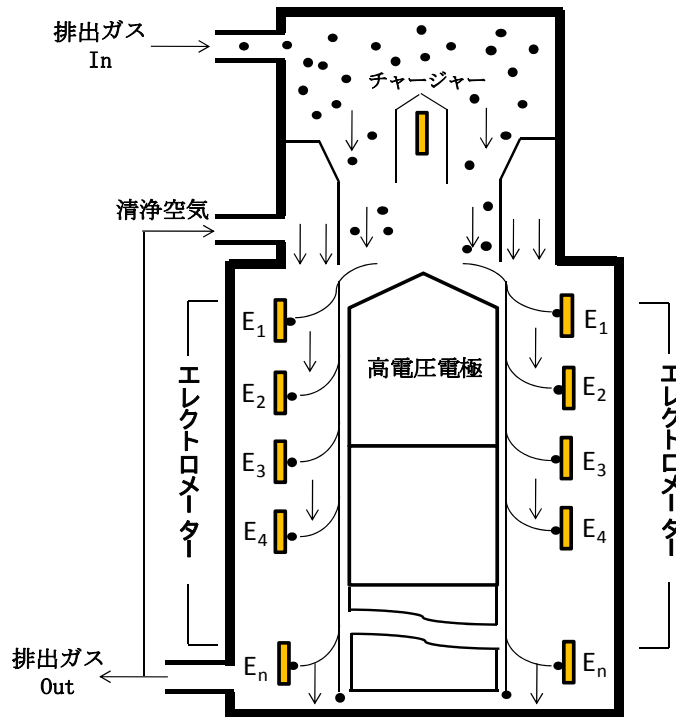 排出ガス
In
チャージャー
清浄空気
E1
E1
高電圧電極
E2
E2
エレクトロメーター
エレクトロメーター
E3
E3
E4
E4
排出ガス
Out
En
En